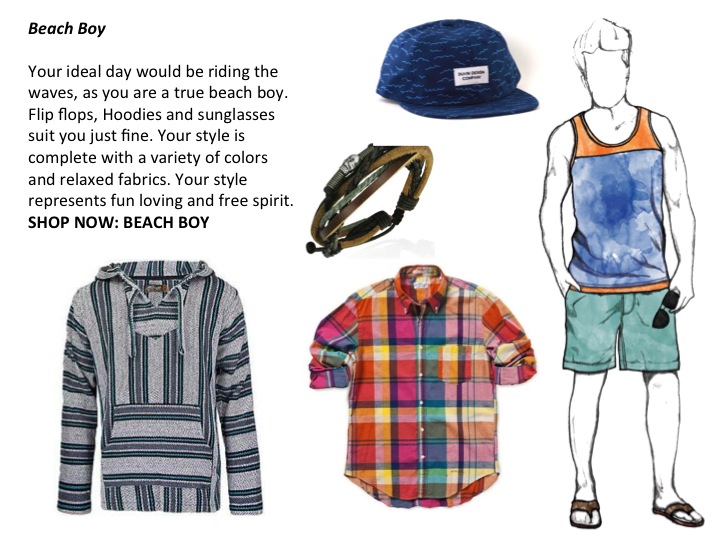 Beach Boy
Your ideal day would be riding the
waves, as you are a true beach boy.
Flip flops, Hoodies and sunglasses
suit you just fine. Your style is
complete with a variety of colors
and relaxed fabrics. Your style
represents fun loving and free spirit.
SHOP NOW: BEACH BOY
DUVIN DESIGN
COMPANY